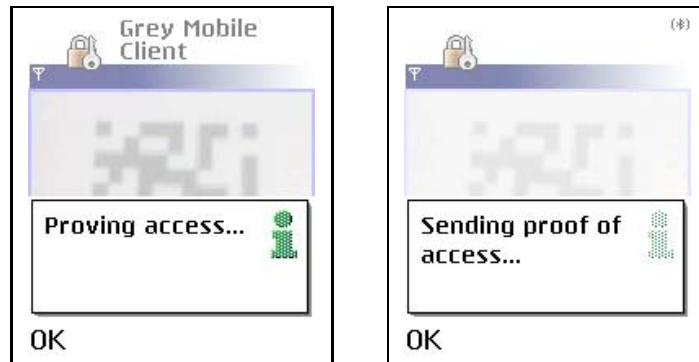 Grey Mobile
Client
Proving access...
OK
Sending proof of
access...
OK